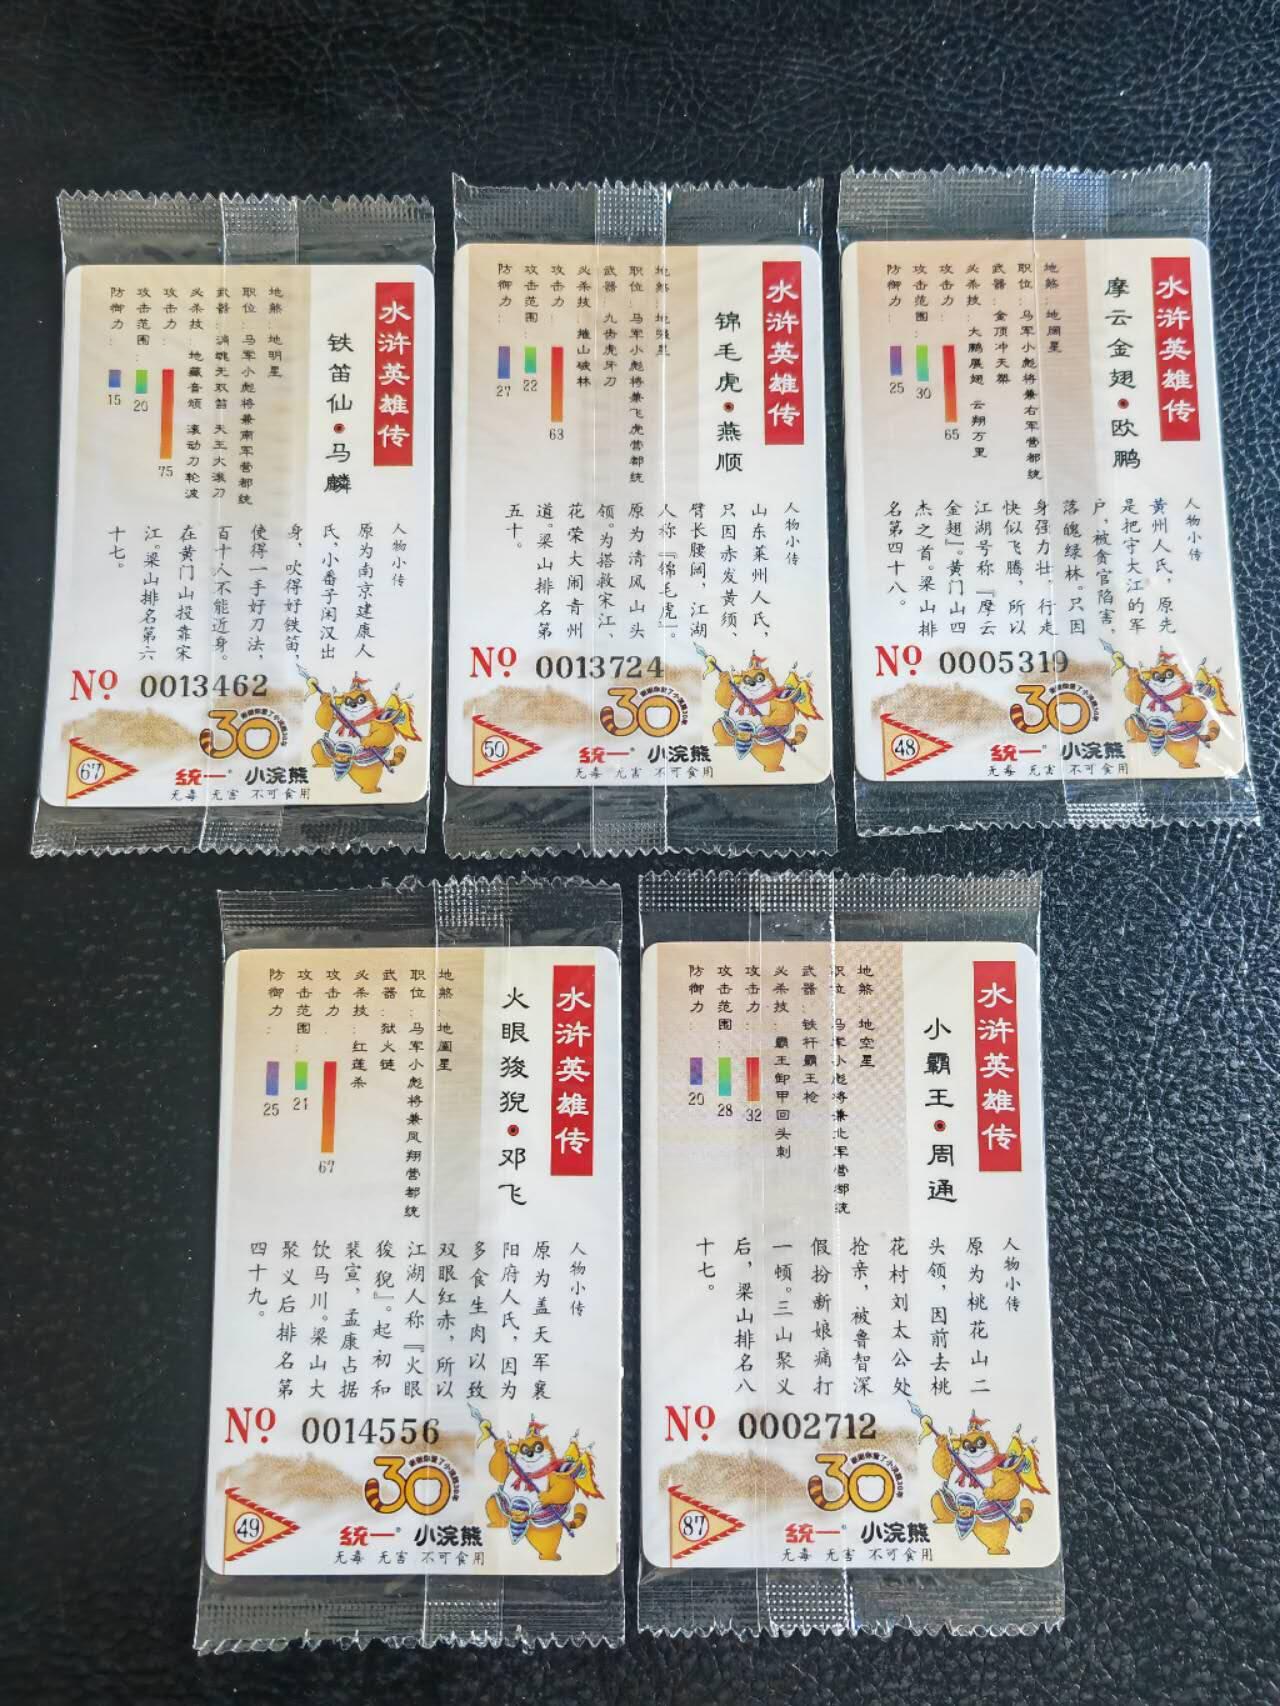 水浒英雄传
铁笛仙·马麟
地煞：地明星
职位：马军小彪将兼南军营都统
武器：滴魄无双笛 天王大滚刀
必杀技：地藏音颂 滚动刀轮波
攻击力：
75
攻击范围：
20
防御力：
15
人物小传
原为南京建康人
氏，小番子闲汉出
身，吹得好铁笛，
使得一手好刀法，
百十人不能近身。
在黄门山投靠宋
江。梁山排名第六
十七。
No 0013462
30
67
统一 小浣熊
无毒 无害 不可食用
水浒英雄传
锦毛虎·燕顺
地煞：地强星
职位：马军小彪将兼飞虎营都统
武器：九齿虎牙刀
必杀技：摧山破林
攻击力：
63
攻击范围：
22
防御力：
27
人物小传
山东莱州人氏，
只因赤发黄须、
臂长腰阔，江湖
人称『锦毛虎』。
原为清风山头
领。为搭救宋江、
花荣大闹青州
道。梁山排名第
五十。
No 0013724
30
50
统一 小浣熊
无毒 无害 不可食用
水浒英雄传
摩云金翅·欧鹏
地煞：地阔星
职位：马军小彪将兼右军营都统
武器：金顶冲天槊
必杀技：大鹏展翅 云翔万里
攻击力：
65
攻击范围：
30
防御力：
25
人物小传
黄州人氏，原先
是把守大江的军
户，被贪官陷害，
落魄绿林。只因
身强力壮，行走
快似飞腾，所以
江湖号称『摩云
金翅』。黄门山四
杰之首。梁山排
名第四十八。
No 0005319
30
48
统一 小浣熊
无毒 无害 不可食用
水浒英雄传
火眼狻猊·邓飞
地煞：地阖星
职位：马军小彪将兼凤翔营都统
武器：狱火链
必杀技：红莲杀
攻击力：
67
攻击范围：
21
防御力：
25
人物小传
原为盖天军襄
阳府人氏，因为
多食生肉以致
双眼红赤，所以
江湖人称『火眼
狻猊』。起初和
裴宣，孟康占据
饮马川。梁山大
聚义后排名第
四十九。
No 0014556
30
49
统一 小浣熊
无毒 无害 不可食用
水浒英雄传
小霸王·周通
地煞：地空星
职位：马军小彪将兼北军营都统
武器：铁杆霸王枪
必杀技：霸王卸甲回头刺
攻击力：
32
攻击范围：
28
防御力：
20
人物小传
原为桃花山二
头领，因前去桃
花村刘太公处
抢亲，被鲁智深
假扮新娘痛打
一顿。三山聚义
后，梁山排名八
十七。
No 0002712
30
87
统一 小浣熊
无毒 无害 不可食用